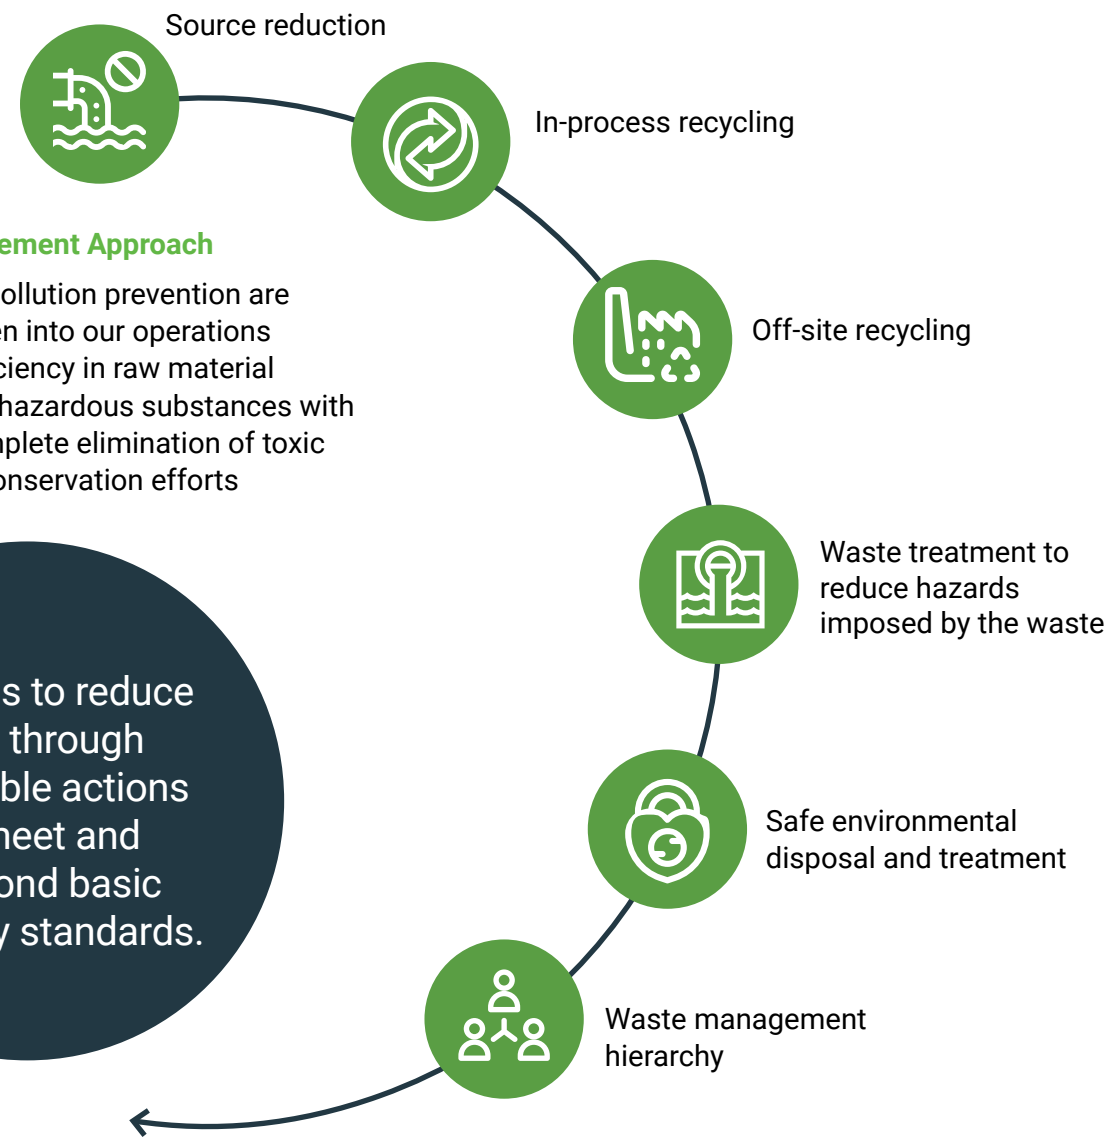 Source reduction
In-process recycling
ement Approach
ollution prevention are
en into our operations
ciency in raw material
hazardous substances with
nplete elimination of toxic
onservation efforts
Off-site recycling
Waste treatment to
reduce hazards
imposed by the waste
s to reduce
through
ble actions
neet and
ond basic
y standards.
Safe environmental
disposal and treatment
Waste management
hierarchy